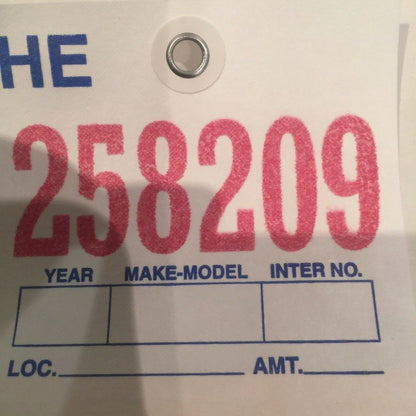 HE
258209
YEAR MAKE-MODEL INTER NO.
LOC. AMT.